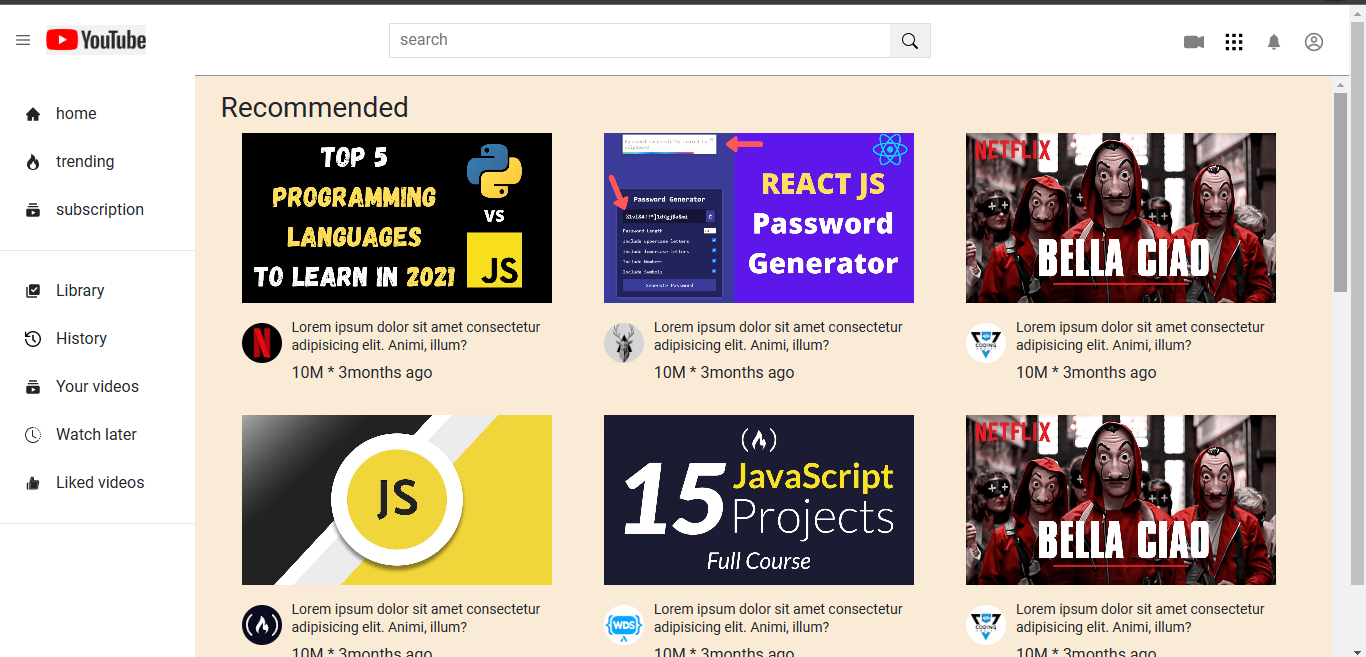 YouTube
search
home
trending
subscription
Library
History
Your videos
Watch later
Liked videos
Recommended
TOP 5
PROGRAMMING
LANGUAGES
TO LEARN IN 2021
VS
JS
Lorem ipsum dolor sit amet consectetur
adipisicing elit. Animi, illum?
10M * 3months ago
Password Generator
Password Length
Include uppercase letters
Include lowercase letters
Include Numbers
Include Symbols
Generate Password
REACT JS
Password
Generator
Lorem ipsum dolor sit amet consectetur
adipisicing elit. Animi, illum?
10M * 3months ago
NETFLIX
BELLA CIAO
CODING
Lorem ipsum dolor sit amet consectetur
adipisicing elit. Animi, illum?
10M * 3months ago
JS
Lorem ipsum dolor sit amet consectetur
adipisicing elit. Animi, illum?
10M * 3months ago
15 JavaScript
Projects
Full Course
WDS
Lorem ipsum dolor sit amet consectetur
adipisicing elit. Animi, illum?
10M * 3months ago
NETFLIX
BELLA CIAO
CODING
Lorem ipsum dolor sit amet consectetur
adipisicing elit. Animi, illum?
10M * 3months ago